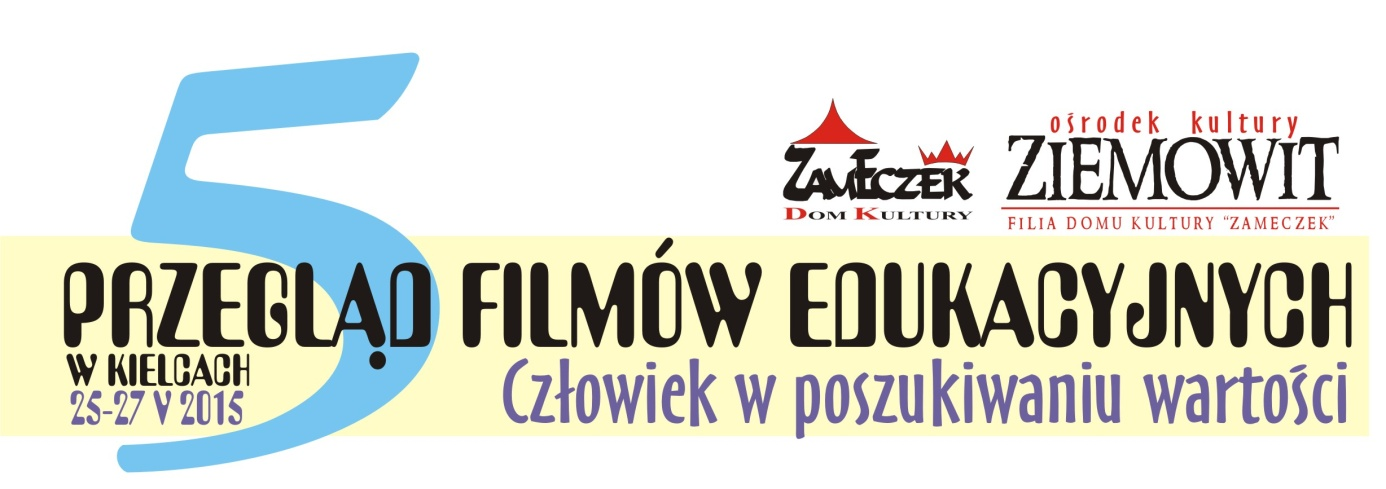 ZAMECZEK
DOM KULTURY
ośrodek kultury
ZIEMOWIT
FILIA DOMU KULTURY "ZAMECZEK"
5
PRZEGLĄD FILMÓW EDUKACYJNYCH
W KIELCACH
25-27 V 2015
Człowiek w poszukiwaniu wartości